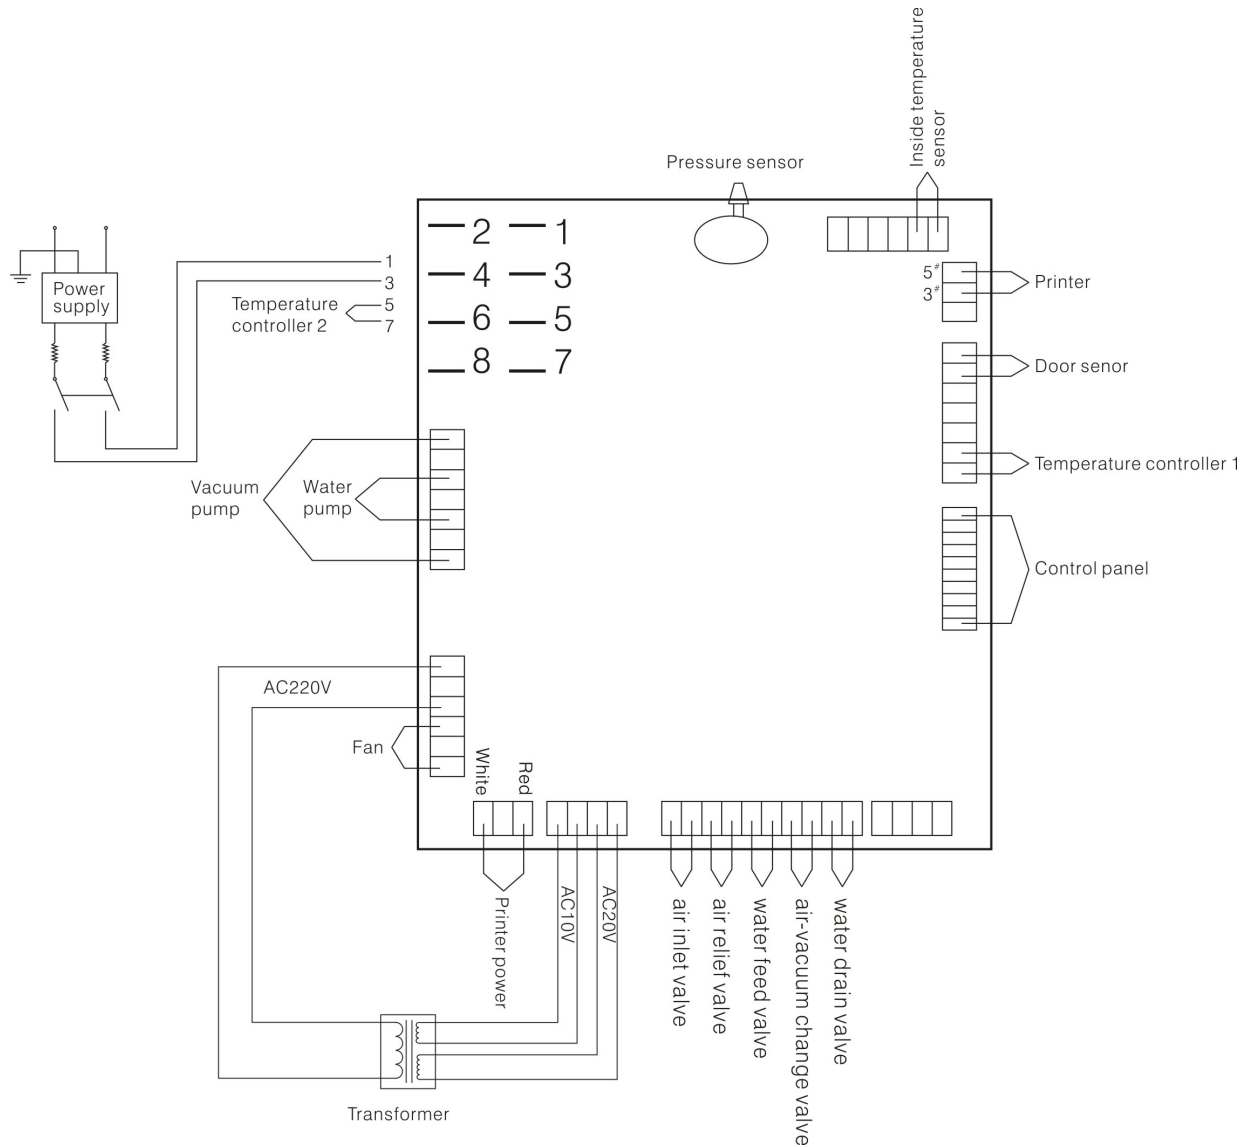 Inside temperature
sensor
Pressure sensor
2
1
4
3
6
5
8
7
5#
3#
Printer
Power
supply
1
3
5
7
Temperature
controller 2
Door senor
Temperature controller 1
Vacuum
pump
Water
pump
Control panel
AC220V
Fan
White
Red
Printer power
AC10V
AC20V
air inlet valve
air relief valve
water feed valve
air-vacuum change valve
water drain valve
Transformer